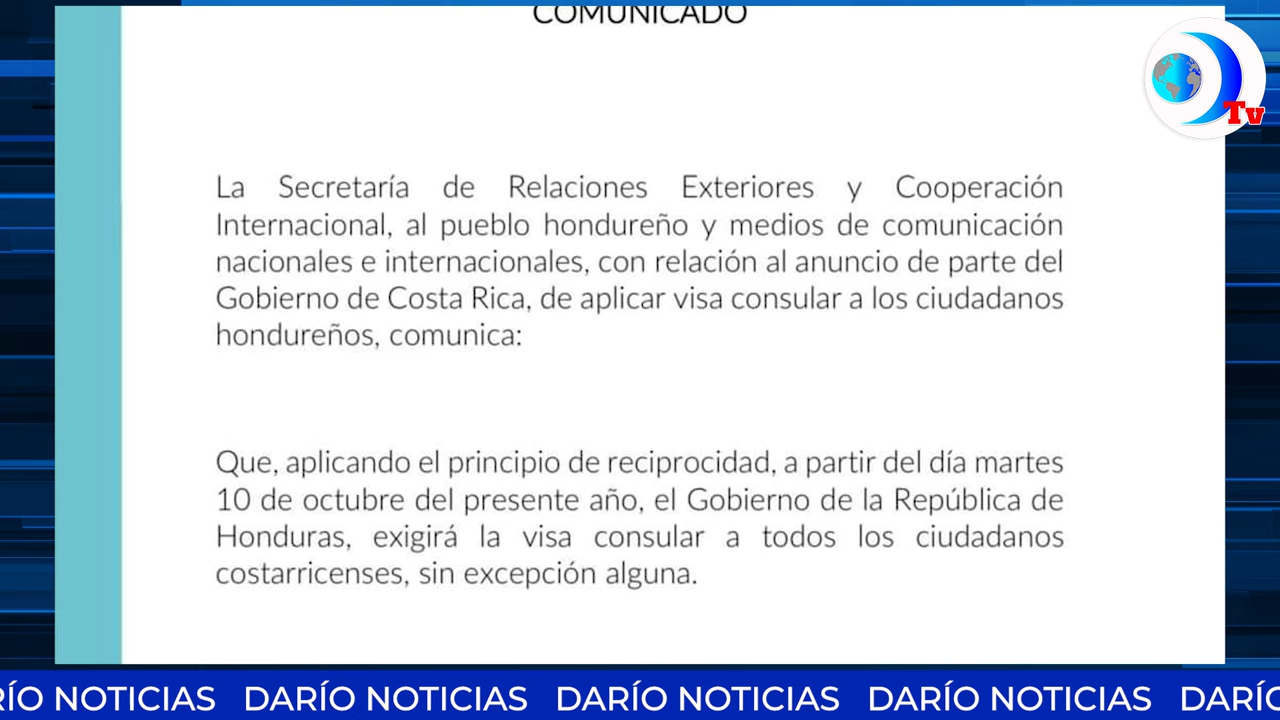 COMUNICADO
Tv
La Secretaría de Relaciones Exteriores y Cooperación
Internacional, al pueblo hondureño y medios de comunicación
nacionales e internacionales, con relación al anuncio de parte del
Gobierno de Costa Rica, de aplicar visa consular a los ciudadanos
hondureños, comunica:
Que, aplicando el principio de reciprocidad, a partir del día martes
10 de octubre del presente año, el Gobierno de la República de
Honduras, exigirá la visa consular a todos los ciudadanos
costarricenses, sin excepción alguna.
RÍO NOTICIAS DARÍO NOTICIAS DARÍO NOTICIAS DARÍO NOTICIAS DARÍO